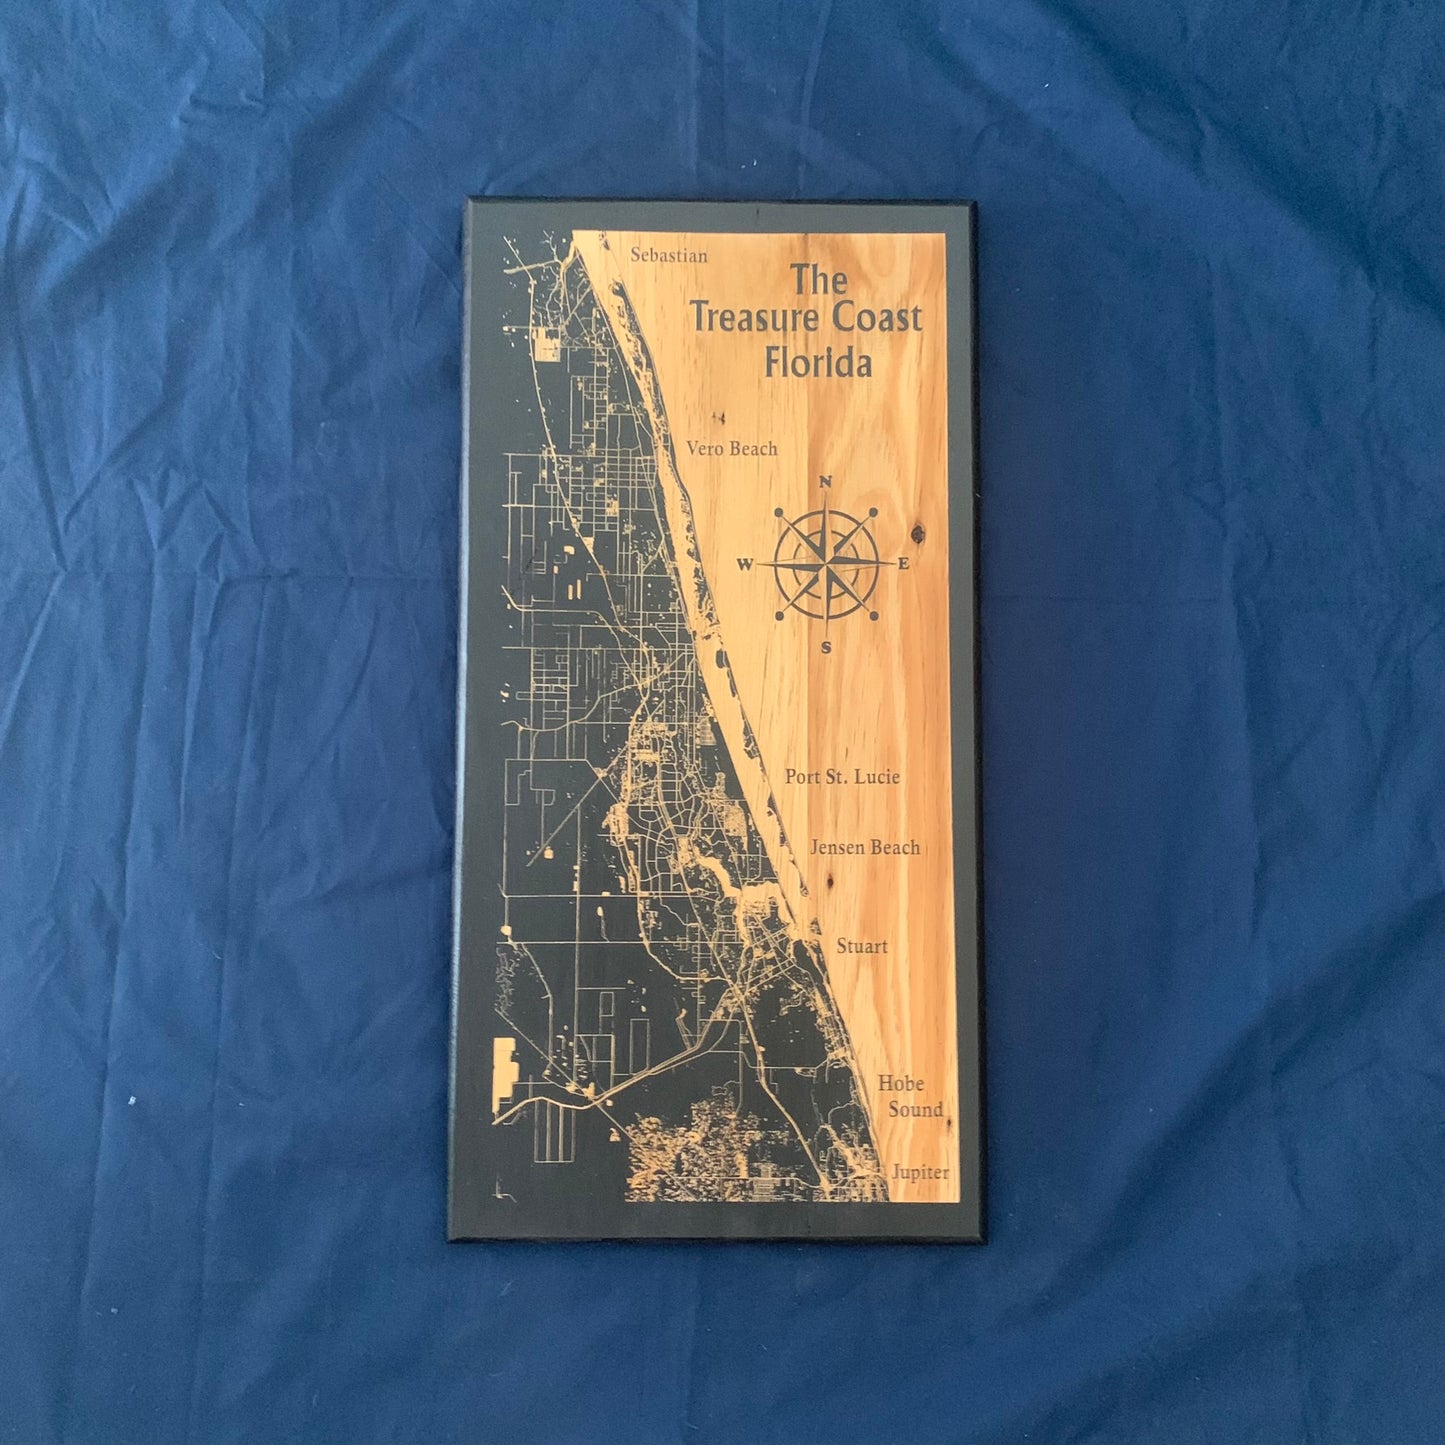 Sebastian
The
Treasure Coast
Florida
Vero Beach
N
W
E
S
Port St. Lucie
Jensen Beach
Stuart
Hobe
Sound
Jupiter